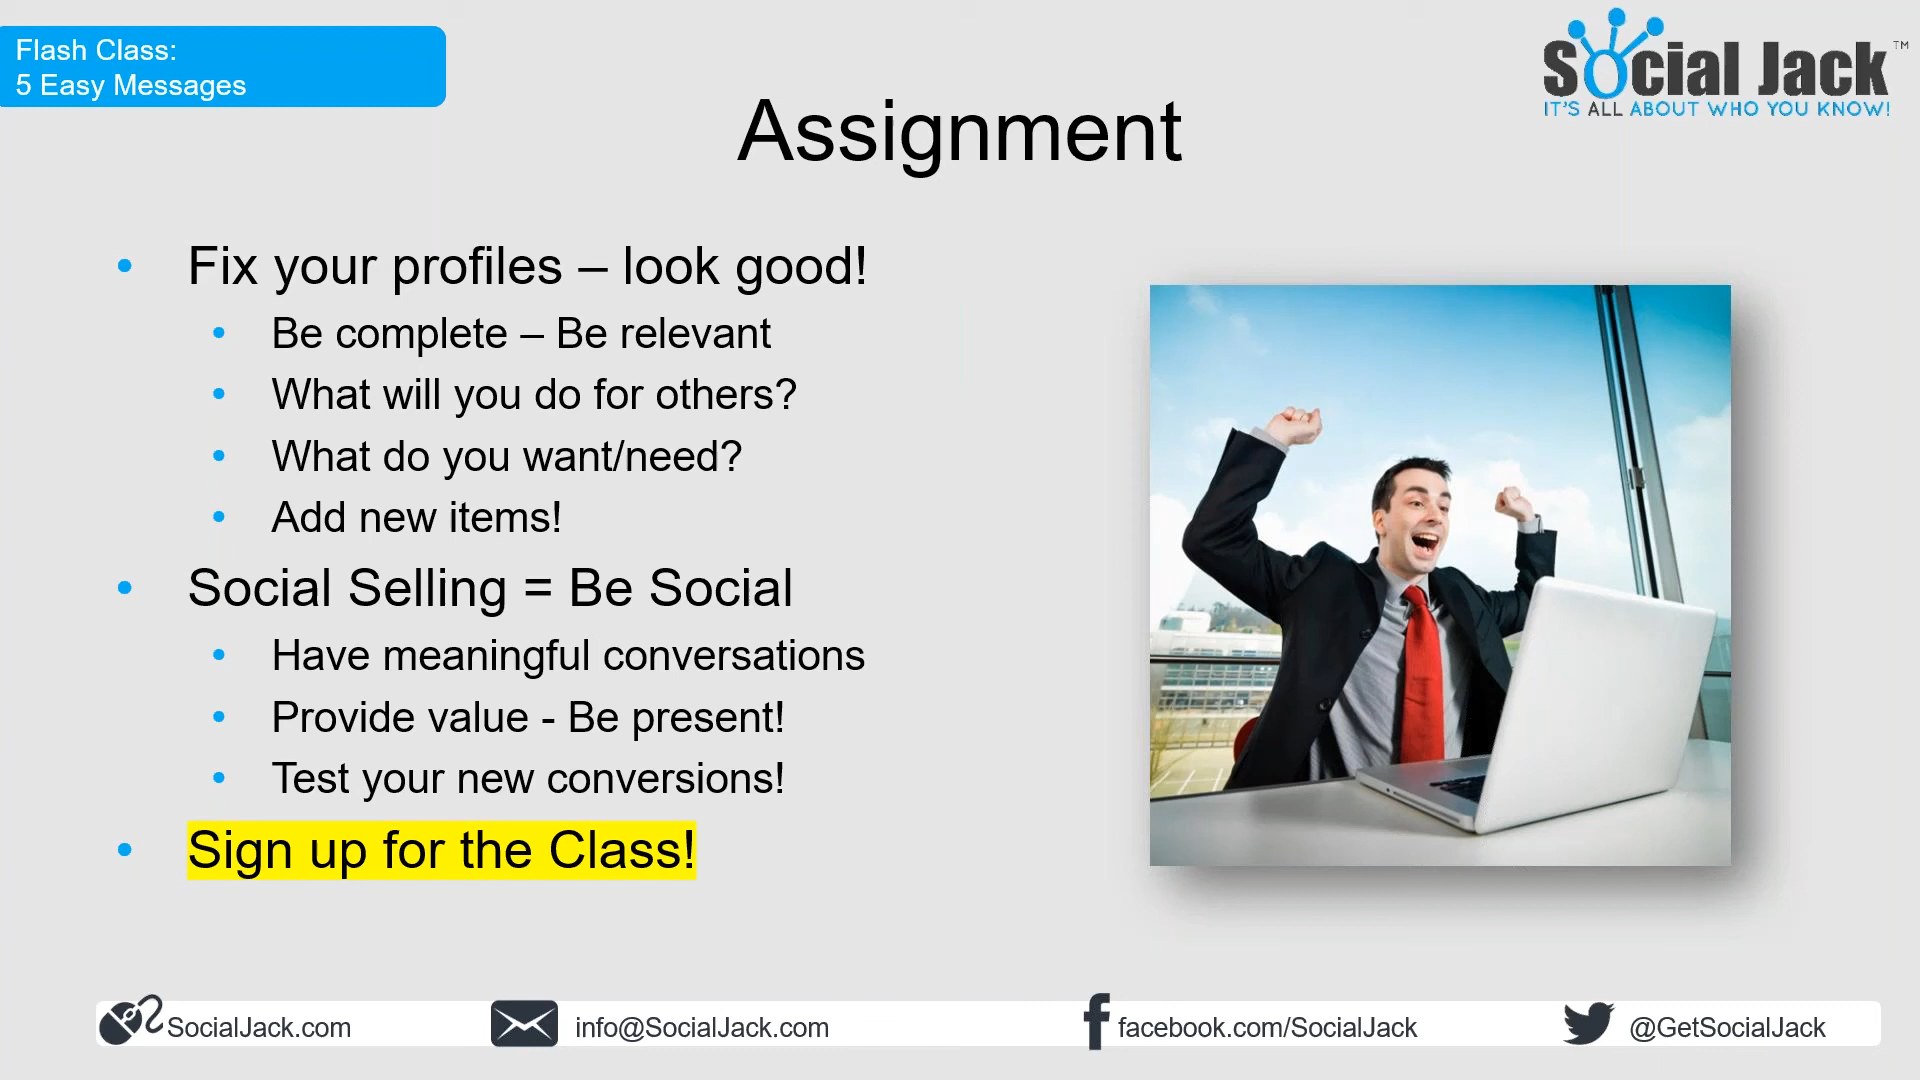 Flash Class:
5 Easy Messages
Social Jack™
IT'S ALL ABOUT WHO YOU KNOW!
Assignment
• Fix your profiles – look good!
• Be complete – Be relevant
• What will you do for others?
• What do you want/need?
• Add new items!
• Social Selling = Be Social
• Have meaningful conversations
• Provide value - Be present!
• Test your new conversions!
• Sign up for the Class!
SocialJack.com
info@SocialJack.com
facebook.com/SocialJack
@GetSocialJack